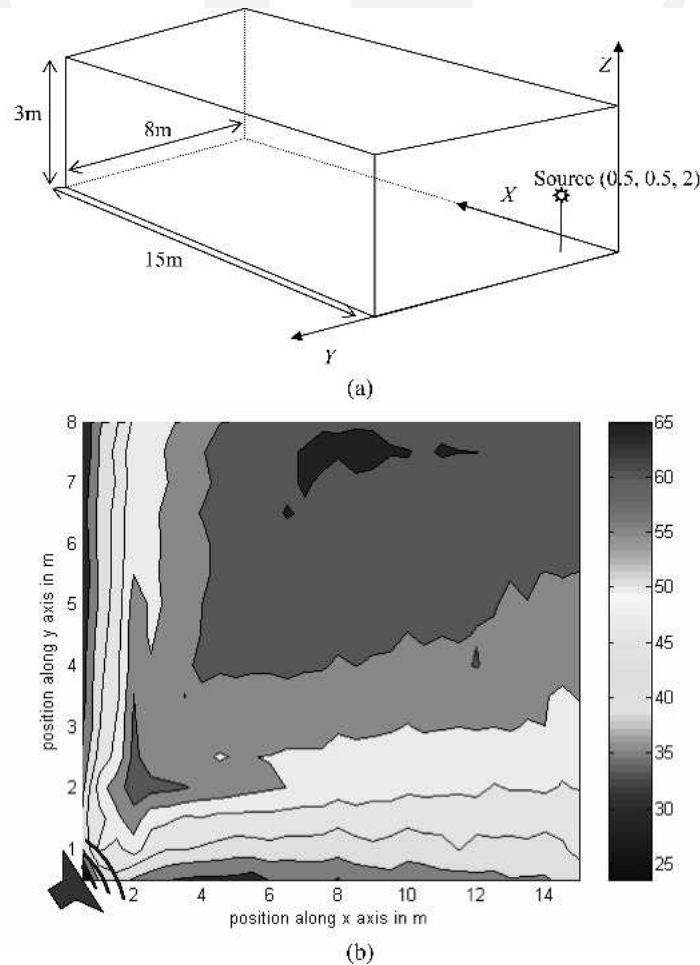 Z
3m
8m
Source (0.5, 0.5, 2)
X
15m
Y
(a)
8
7
6
5
4
3
2
1
position along y axis in m
2
4
6
8
10
12
14
position along x axis in m
65
60
55
50
45
40
35
30
25
(b)